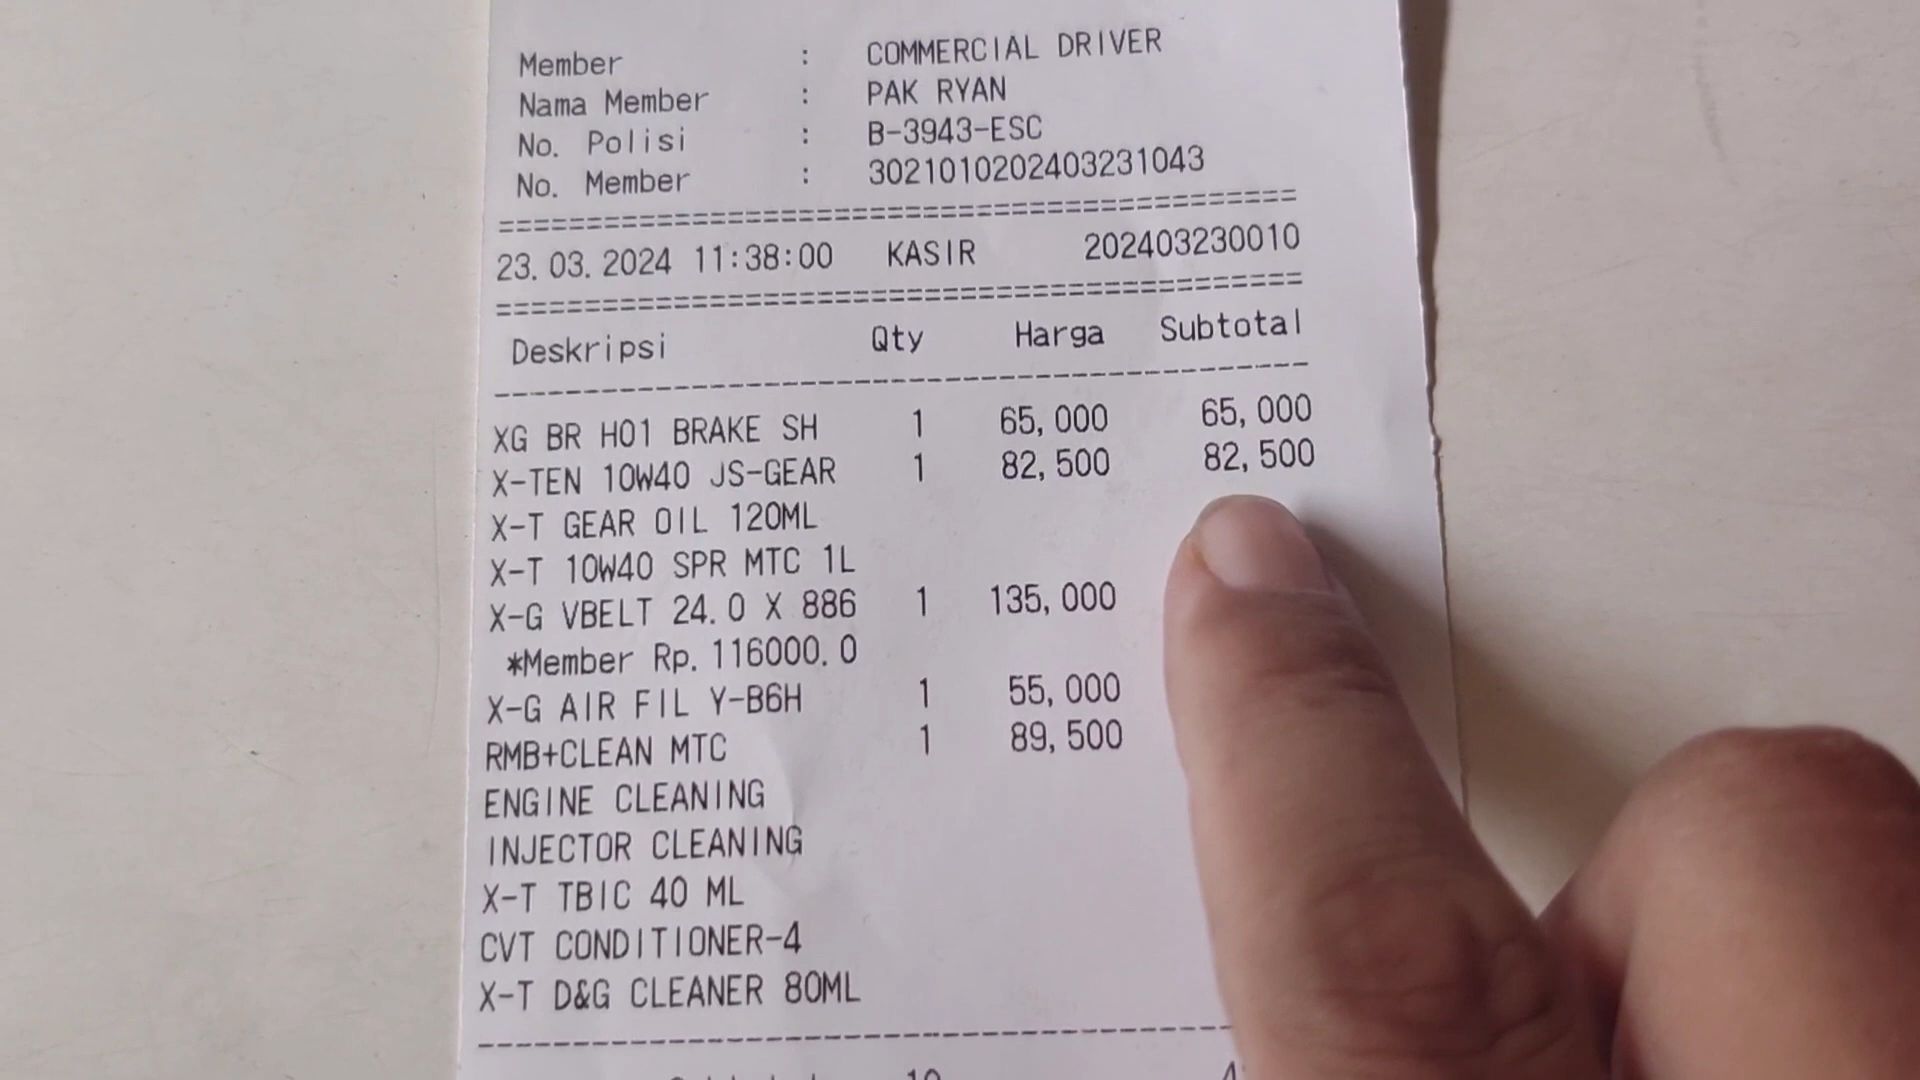 Member : COMMERCIAL DRIVER
Nama Member : PAK RYAN
No. Polisi : B-3943-ESC
No. Member : 3021010202403231043
==============================================
23.03.2024 11:38:00 KASIR 202403230010
==============================================
Deskripsi Qty Harga Subtotal
----------------------------------------------
XG BR H01 BRAKE SH 1 65,000 65,000
X-TEN 10W40 JS-GEAR 1 82,500 82,500
X-T GEAR OIL 120ML
X-T 10W40 SPR MTC 1L
X-G VBELT 24.0 X 886 1 135,000
*Member Rp. 116000.0
X-G AIR FIL Y-B6H 1 55,000
RMB+CLEAN MTC 1 89,500
ENGINE CLEANING
INJECTOR CLEANING
X-T TBIC 40 ML
CVT CONDITIONER-4
X-T D&G CLEANER 80ML
----------------------------------------------